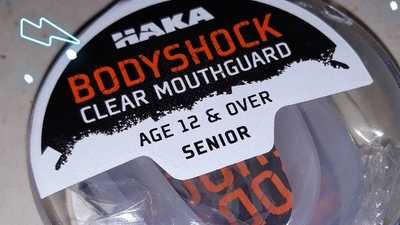 HAKA
BODYSHOCK
CLEAR MOUTHGUARD
AGE 12 & OVER
SENIOR